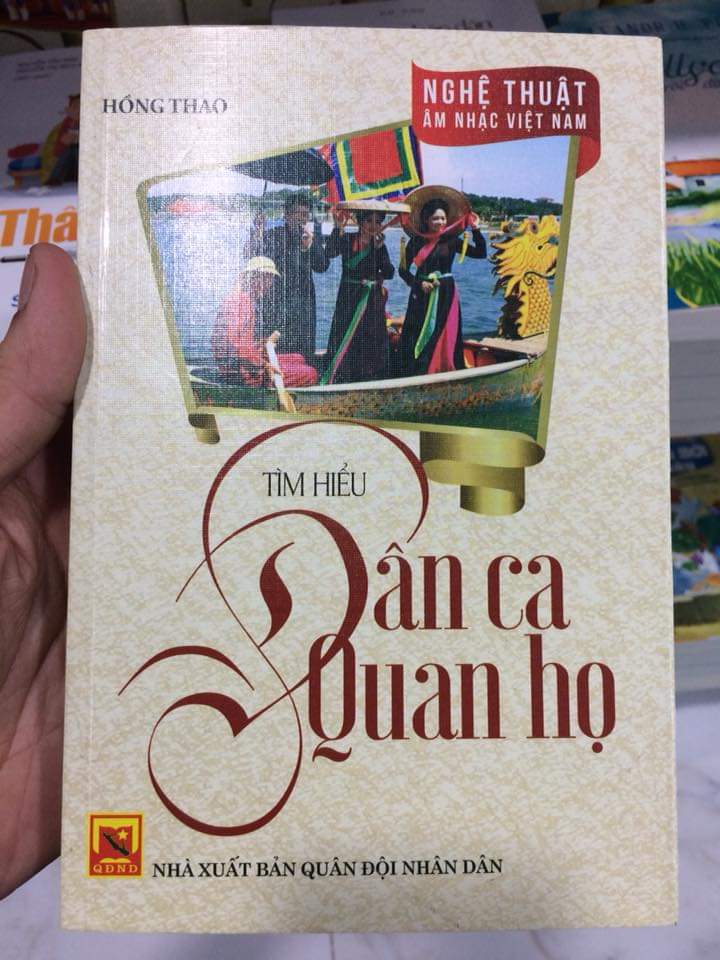 HỒNG THAO
NGHỆ THUẬT
ÂM NHẠC VIỆT NAM
TÌM HIỂU
Dân ca
Quan họ
QĐND
NHÀ XUẤT BẢN QUÂN ĐỘI NHÂN DÂN
Thâ